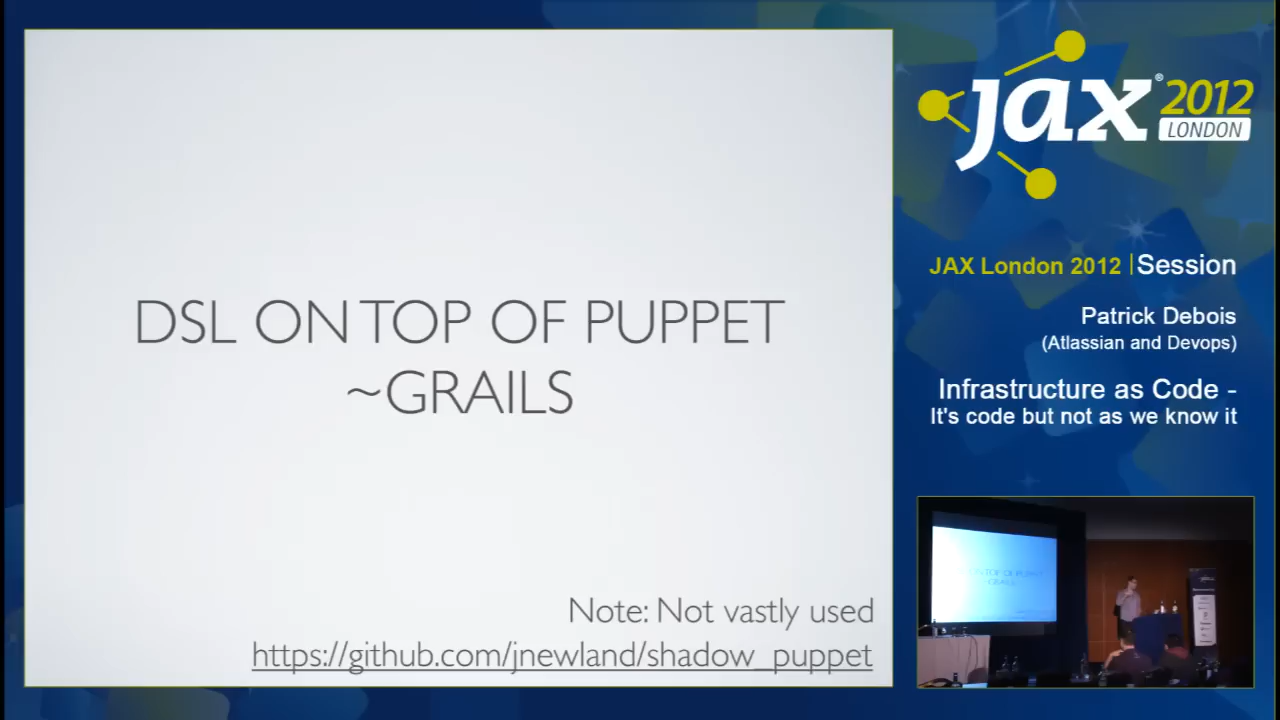 DSL ON TOP OF PUPPET
~GRAILS
Note: Not vastly used
https://github.com/jnewland/shadow_puppet
jax® 2012
LONDON
JAX London 2012 | Session
Patrick Debois
(Atlassian and Devops)
Infrastructure as Code -
It's code but not as we know it